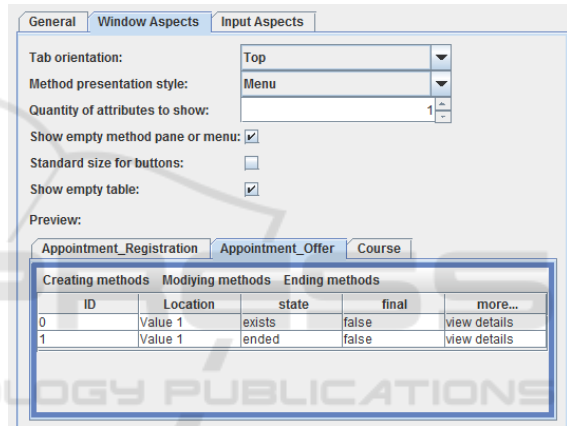 General Window Aspects Input Aspects
Tab orientation: Top
Method presentation style: Menu
Quantity of attributes to show: 1
Show empty method pane or menu:
Standard size for buttons:
Show empty table:
Preview:
Appointment_Registration Appointment_Offer Course
Creating methods Modiying methods Ending methods
ID Location state final more...
0 Value 1 exists false view details
1 Value 1 ended false view details
PRESS
OLOGY PUBLICATIONS